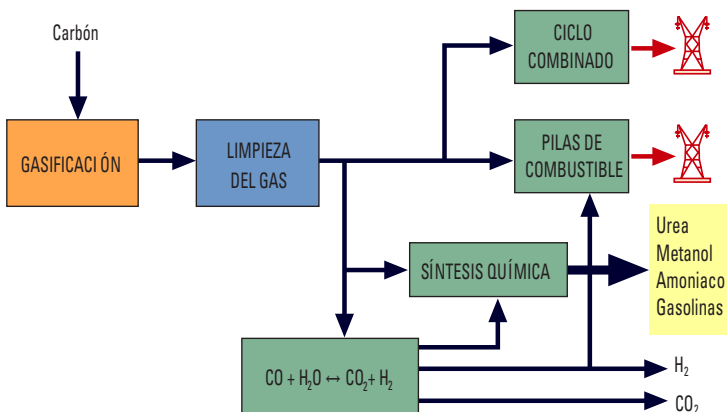 Carbón
CICLO
COMBINADO
GASIFICACIÓN
LIMPIEZA
DEL GAS
PILAS DE
COMBUSTIBLE
Urea
Metanol
Amoniaco
Gasolinas
SÍNTESIS QUÍMICA
CO + H₂O ↔ CO₂+ H₂
H₂
CO₂